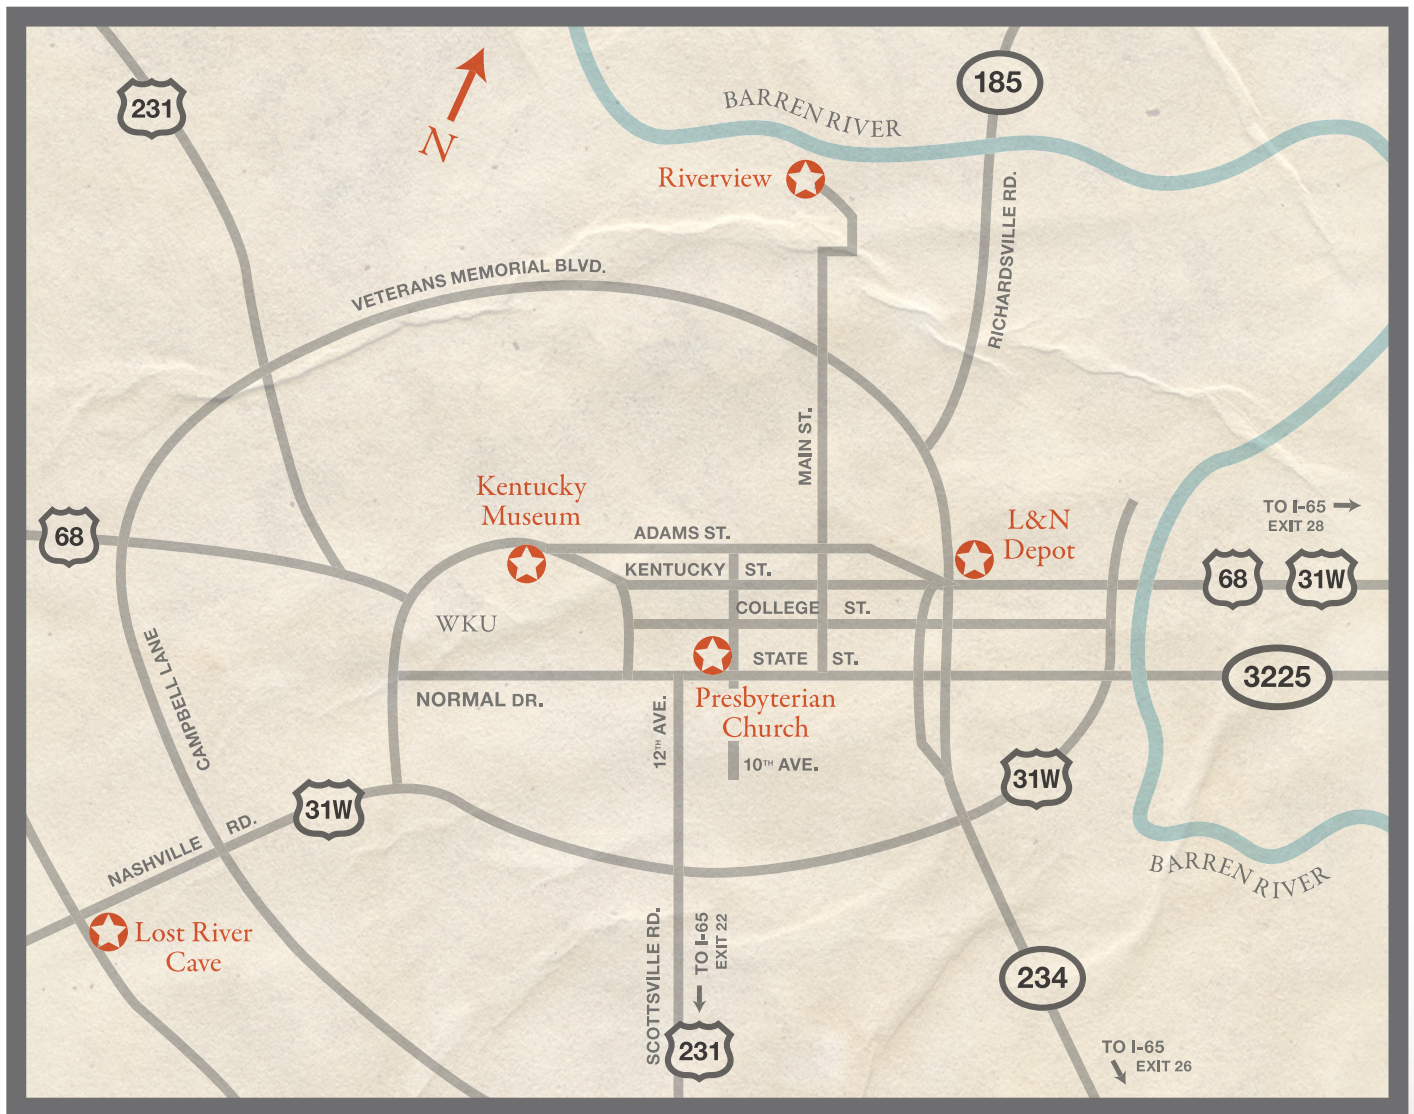 231
185
BARREN RIVER
N
Riverview
RICHARDSVILLE RD.
VETERANS MEMORIAL BLVD.
MAIN ST.
Kentucky
Museum
68
ADAMS ST.
L&N
Depot
TO I-65
EXIT 28
KENTUCKY ST.
68
31W
COLLEGE ST.
WKU
STATE ST.
3225
CAMPBELL LANE
NORMAL DR.
Presbyterian
Church
12TH AVE.
10TH AVE.
31W
31W
NASHVILLE RD.
BARREN RIVER
Lost River
Cave
SCOTTSVILLE RD.
TO I-65
EXIT 22
234
231
TO I-65
EXIT 26